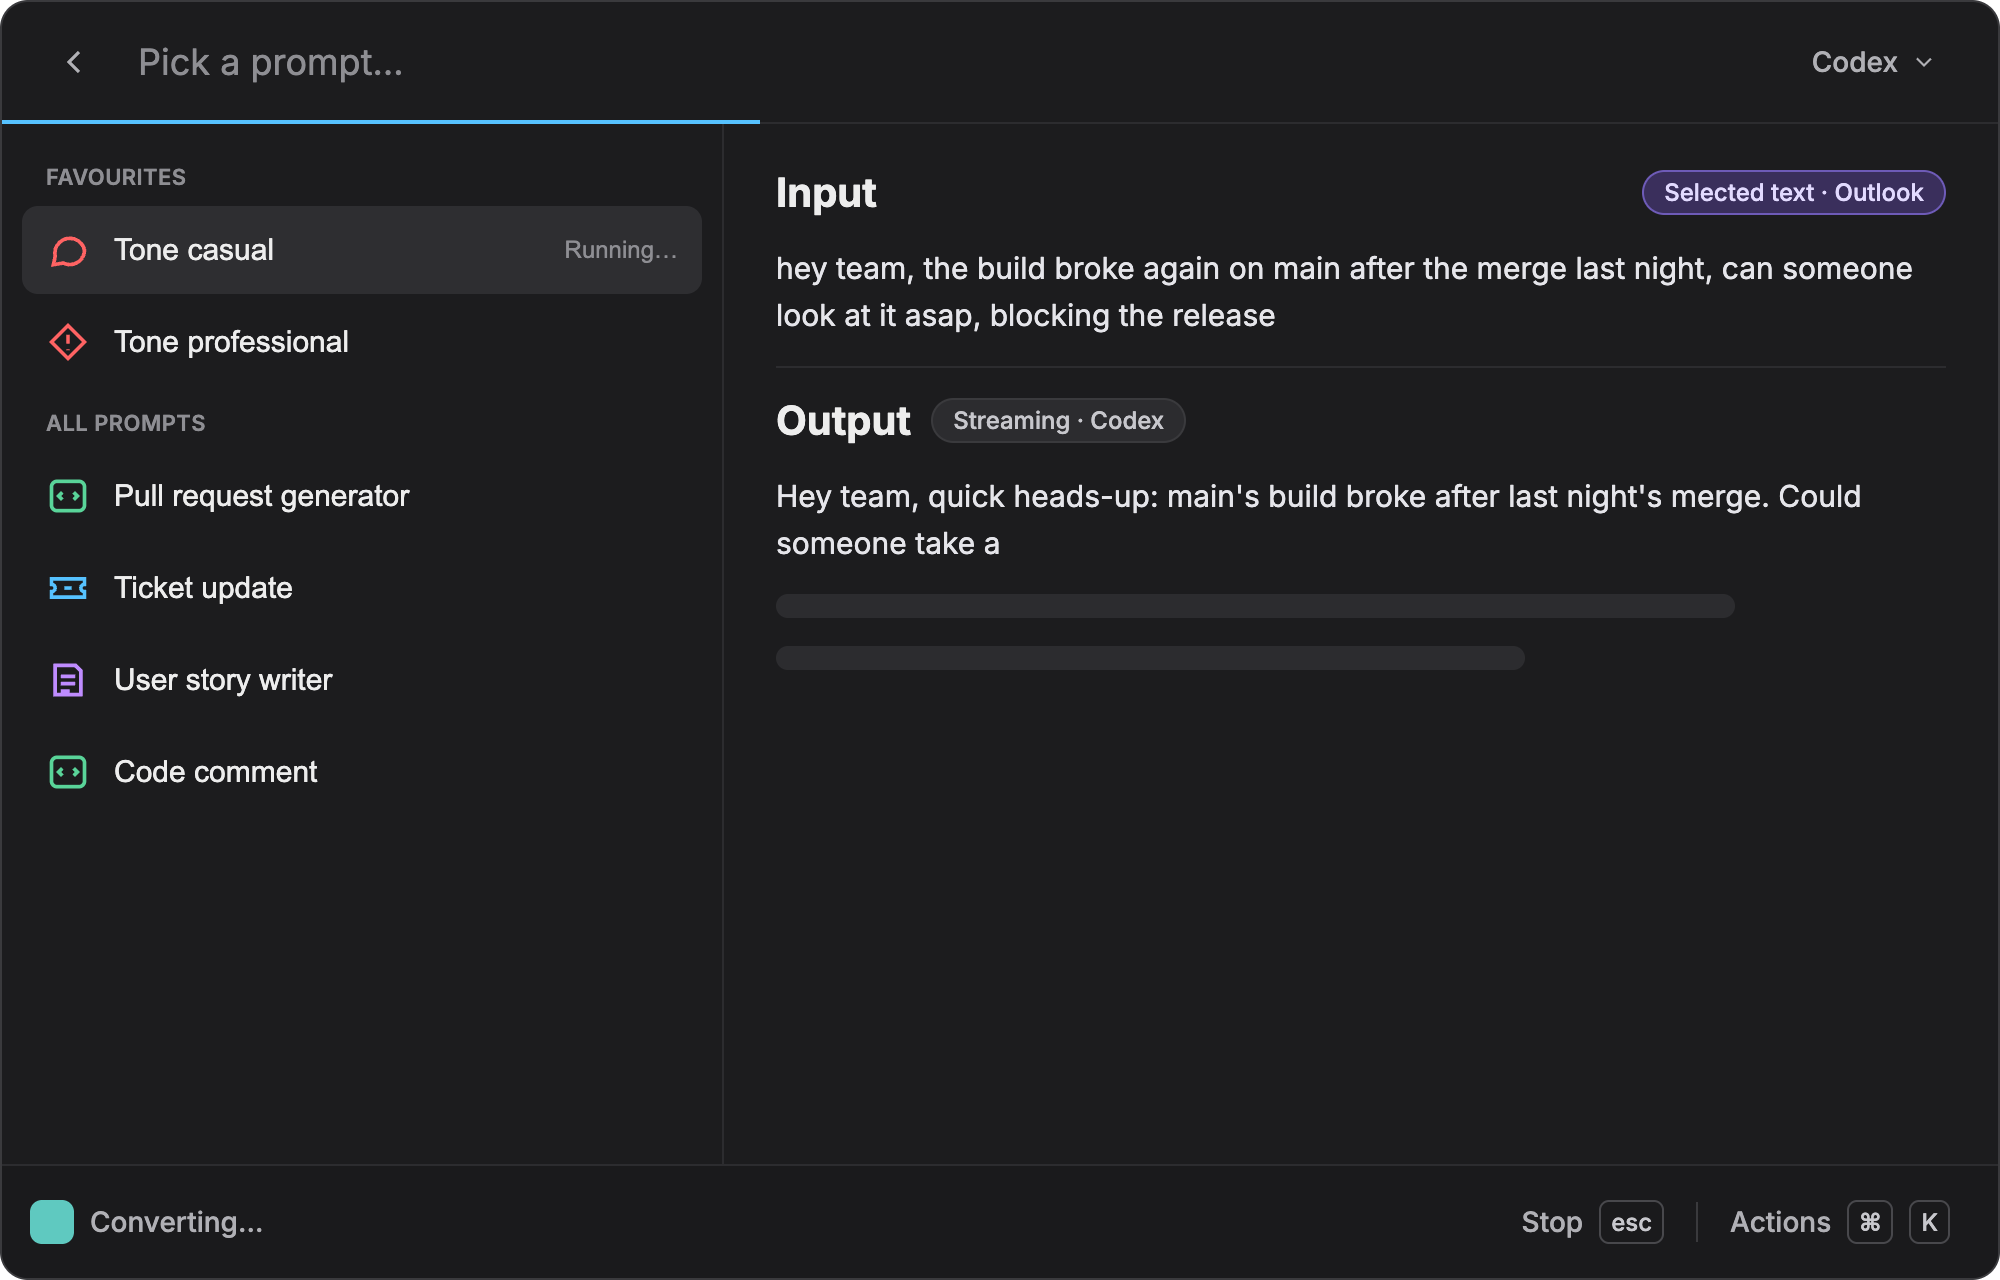 Pick a prompt...
Codex
FAVOURITES
Tone casual
Running...
Tone professional
ALL PROMPTS
Pull request generator
Ticket update
User story writer
Code comment
Input
Selected text · Outlook
hey team, the build broke again on main after the merge last night, can someone
look at it asap, blocking the release
Output
Streaming · Codex
Hey team, quick heads-up: main's build broke after last night's merge. Could
someone take a
Converting...
Stop esc
Actions ⌘ K